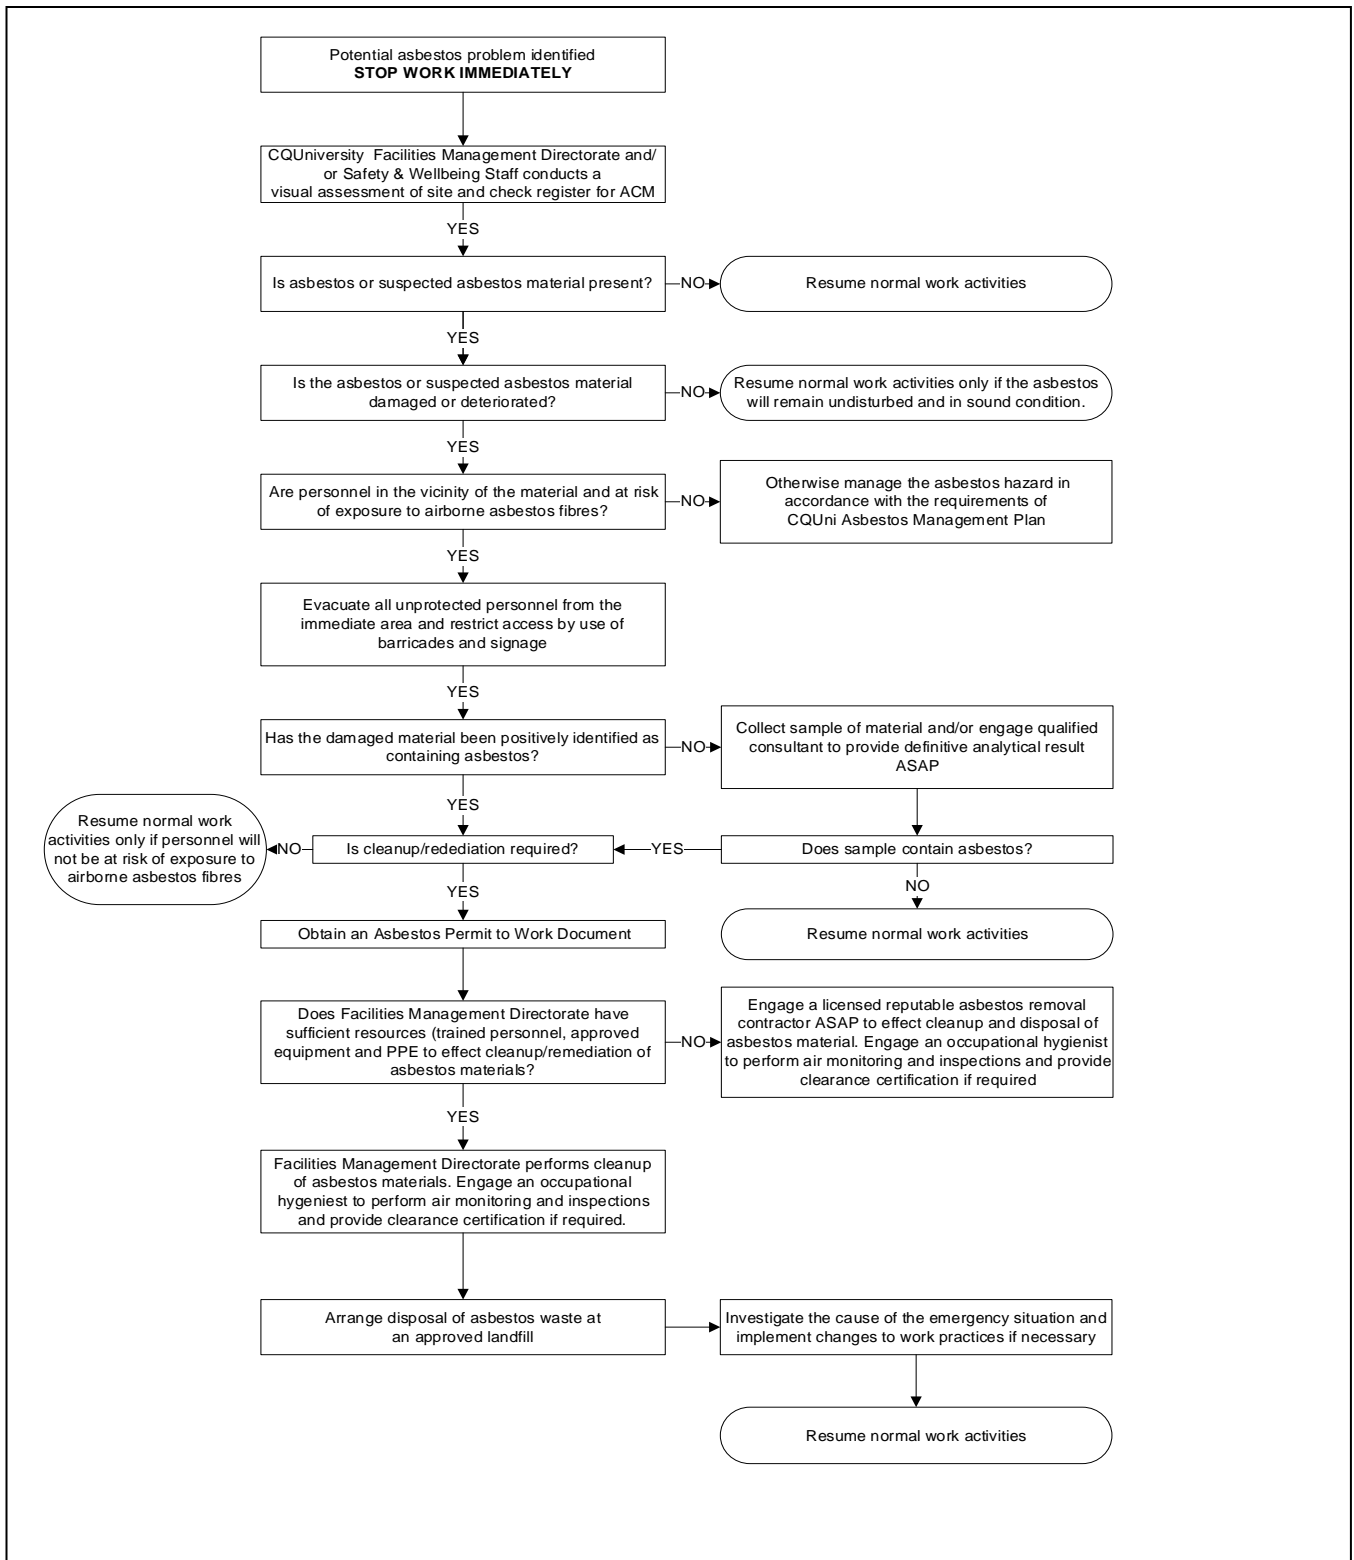 Potential asbestos problem identified
STOP WORK IMMEDIATELY
CQUniversity Facilities Management Directorate and/
or Safety & Wellbeing Staff conducts a
visual assessment of site and check register for ACM
YES
Is asbestos or suspected asbestos material present?
NO
Resume normal work activities
YES
Is the asbestos or suspected asbestos material
damaged or deteriorated?
NO
Resume normal work activities only if the asbestos
will remain undisturbed and in sound condition.
YES
Are personnel in the vicinity of the material and at risk
of exposure to airborne asbestos fibres?
NO
Otherwise manage the asbestos hazard in
accordance with the requirements of
CQUni Asbestos Management Plan
YES
Evacuate all unprotected personnel from the
immediate area and restrict access by use of
barricades and signage
YES
Has the damaged material been positively identified as
containing asbestos?
NO
Collect sample of material and/or engage qualified
consultant to provide definitive analytical result
ASAP
YES
Resume normal work
activities only if personnel will
not be at risk of exposure to
airborne asbestos fibres
NO
Is cleanup/redediation required?
YES
Does sample contain asbestos?
YES
NO
Obtain an Asbestos Permit to Work Document
Resume normal work activities
Does Facilities Management Directorate have
sufficient resources (trained personnel, approved
equipment and PPE to effect cleanup/remediation of
asbestos materials?
NO
Engage a licensed reputable asbestos removal
contractor ASAP to effect cleanup and disposal of
asbestos material. Engage an occupational hygienist
to perform air monitoring and inspections and provide
clearance certification if required
YES
Facilities Management Directorate performs cleanup
of asbestos materials. Engage an occupational
hygeniest to perform air monitoring and inspections
and provide clearance certification if required.
Arrange disposal of asbestos waste at
an approved landfill
Investigate the cause of the emergency situation and
implement changes to work practices if necessary
Resume normal work activities